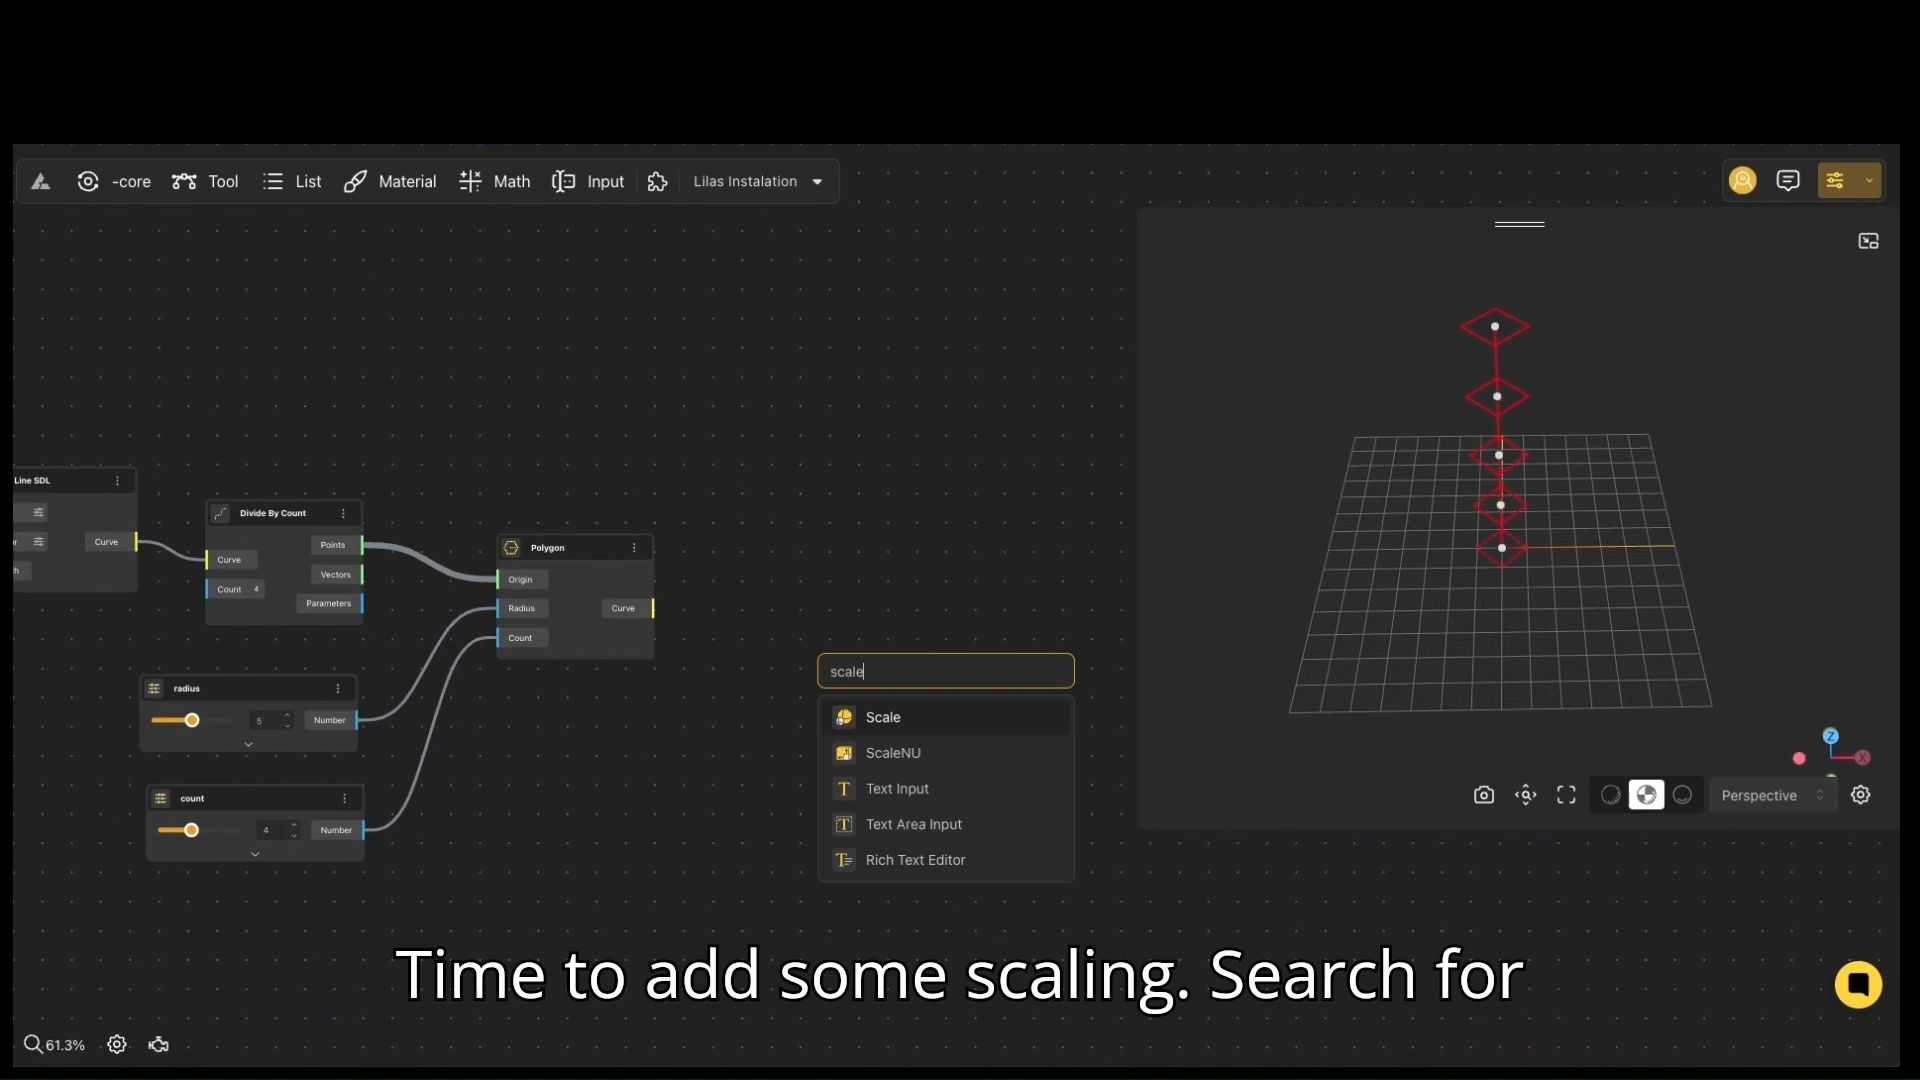 -core
Tool
List
Material
Math
Input
Lilas Instalation
Line SDL
Curve
Divide By Count
Points
Curve
Vectors
Count 4
Parameters
Polygon
Origin
Radius
Curve
Count
radius
5
Number
count
4
Number
scale
Scale
ScaleNU
Text Input
Text Area Input
Rich Text Editor
Z
X
Perspective
Time to add some scaling. Search for
61.3%